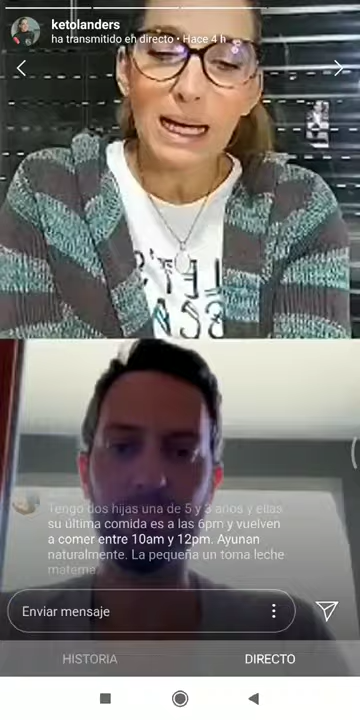 ketolanders
ha transmitido en directo • Hace 4 h
Tengo dos hijas una de 5 y 3 años y ellas
su última comida es a las 6pm y vuelven
a comer entre 10am y 12pm. Ayunan
naturalmente. La pequeña un toma leche
materna
Enviar mensaje
HISTORIA
DIRECTO